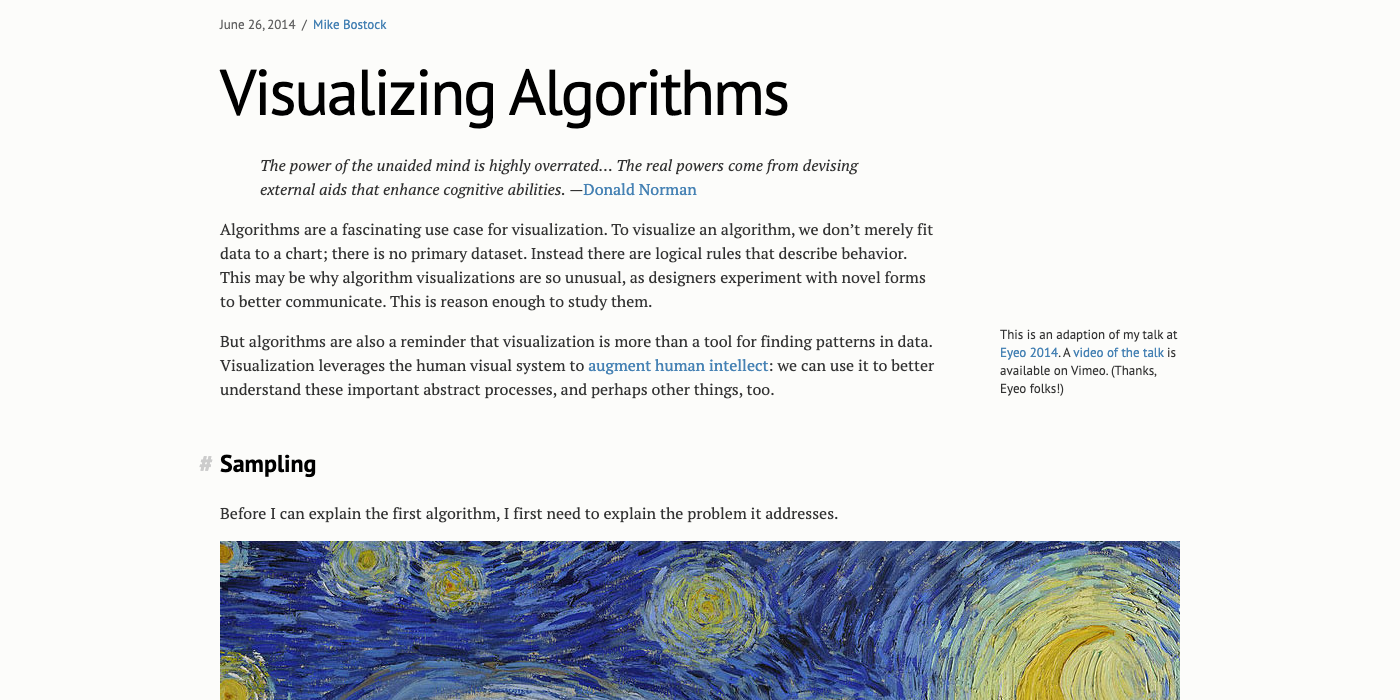 June 26, 2014 / Mike Bostock
Visualizing Algorithms
The power of the unaided mind is highly overrated… The real powers come from devising
external aids that enhance cognitive abilities. —Donald Norman
Algorithms are a fascinating use case for visualization. To visualize an algorithm, we don’t merely fit
data to a chart; there is no primary dataset. Instead there are logical rules that describe behavior.
This may be why algorithm visualizations are so unusual, as designers experiment with novel forms
to better communicate. This is reason enough to study them.
But algorithms are also a reminder that visualization is more than a tool for finding patterns in data.
Visualization leverages the human visual system to augment human intellect: we can use it to better
understand these important abstract processes, and perhaps other things, too.
This is an adaption of my talk at
Eyeo 2014. A video of the talk is
available on Vimeo. (Thanks,
Eyeo folks!)
# Sampling
Before I can explain the first algorithm, I first need to explain the problem it addresses.